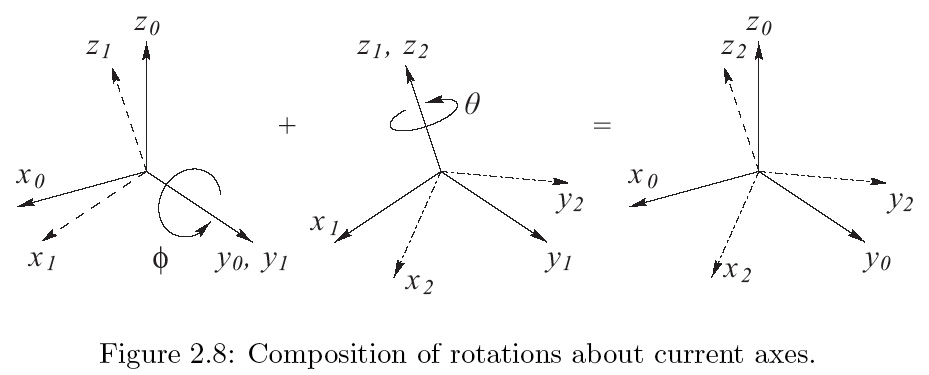 z0
z1
x0
x1
ϕ
y0, y1
+
z1, z2
θ
x1
x2
y2
y1
=
z0
z2
x0
x2
y2
y0
Figure 2.8: Composition of rotations about current axes.